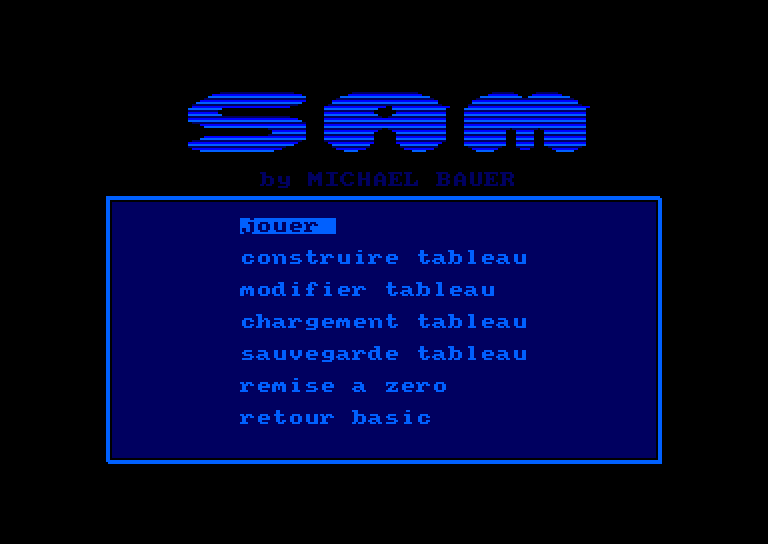 SAM
by MICHAEL BAUER
jouer
construire tableau
modifier tableau
chargement tableau
sauvegarde tableau
remise a zero
retour basic